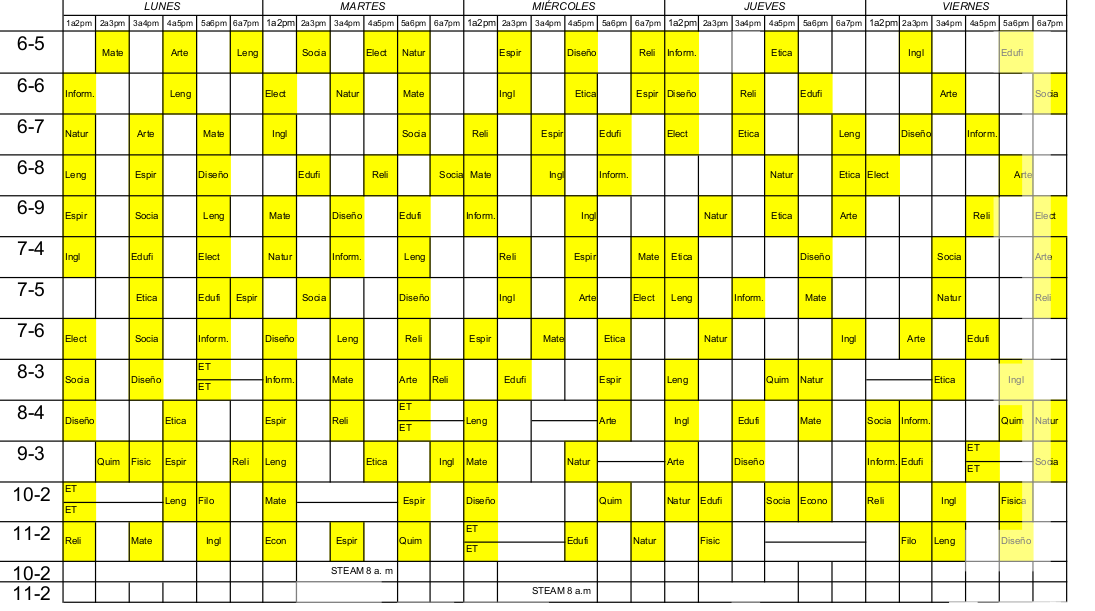 LUNES MARTES MIÉRCOLES JUEVES VIERNES
1a2pm 2a3pm 3a4pm 4a5pm 5a6pm 6a7pm 1a2pm 2a3pm 3a4pm 4a5pm 5a6pm 6a7pm 1a2pm 2a3pm 3a4pm 4a5pm 5a6pm 6a7pm 1a2pm 2a3pm 3a4pm 4a5pm 5a6pm 6a7pm 1a2pm 2a3pm 3a4pm 4a5pm 5a6pm 6a7pm
6-5 Mate Arte Leng Socia Elect Natur Espir Diseño Reli Inform. Etica Ingl Edufi
6-6 Inform. Leng Elect Natur Mate Ingl Etica Espir Diseño Reli Edufi Arte Socia
6-7 Natur Arte Mate Ingl Socia Reli Espir Edufi Elect Etica Leng Diseño Inform.
6-8 Leng Espir Diseño Edufi Reli Socia Mate Ingl Inform. Natur Etica Elect Arte
6-9 Espir Socia Leng Mate Diseño Edufi Inform. Ingl Natur Etica Arte Reli Elect
7-4 Ingl Edufi Elect Natur Inform. Leng Reli Espir Mate Etica Diseño Socia Arte
7-5 Etica Edufi Espir Socia Diseño Ingl Arte Elect Leng Inform. Mate Natur Reli
7-6 Elect Socia Inform. Diseño Leng Reli Espir Mate Etica Natur Ingl Arte Edufi
8-3 Socia Diseño ET Inform. Mate Arte Reli Edufi Espir Leng Quim Natur Etica Ingl
ET
8-4 Diseño Etica Espir Reli ET Leng Arte Ingl Edufi Mate Socia Inform. Quim Natur
ET
9-3 Quim Fisic Espir Reli Leng Etica Ingl Mate Natur Arte Diseño Inform. Edufi ET Socia
ET
10-2 ET Leng Filo Mate Espir Diseño Quim Natur Edufi Socia Econo Reli Ingl Fisica
ET
11-2 Reli Mate Ingl Econ Espir Quim ET Edufi Natur Fisic Filo Leng Diseño
ET
10-2 STEAM 8 a. m
11-2 STEAM 8 a.m